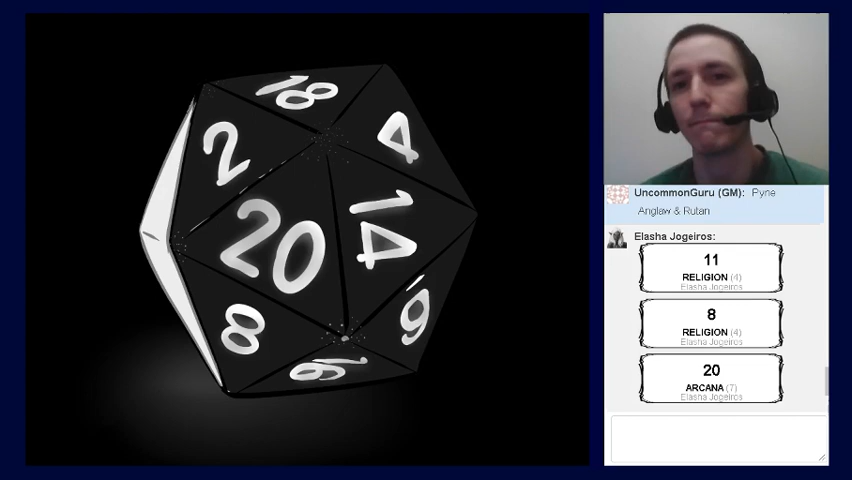 18
4
2
14
20
8
6
16
UncommonGuru (GM): Pyne
Anglaw & Rutan
Elasha Jogeiros:
11
RELIGION (4)
Elasha Jogeiros
8
RELIGION (4)
Elasha Jogeiros
20
ARCANA (7)
Elasha Jogeiros